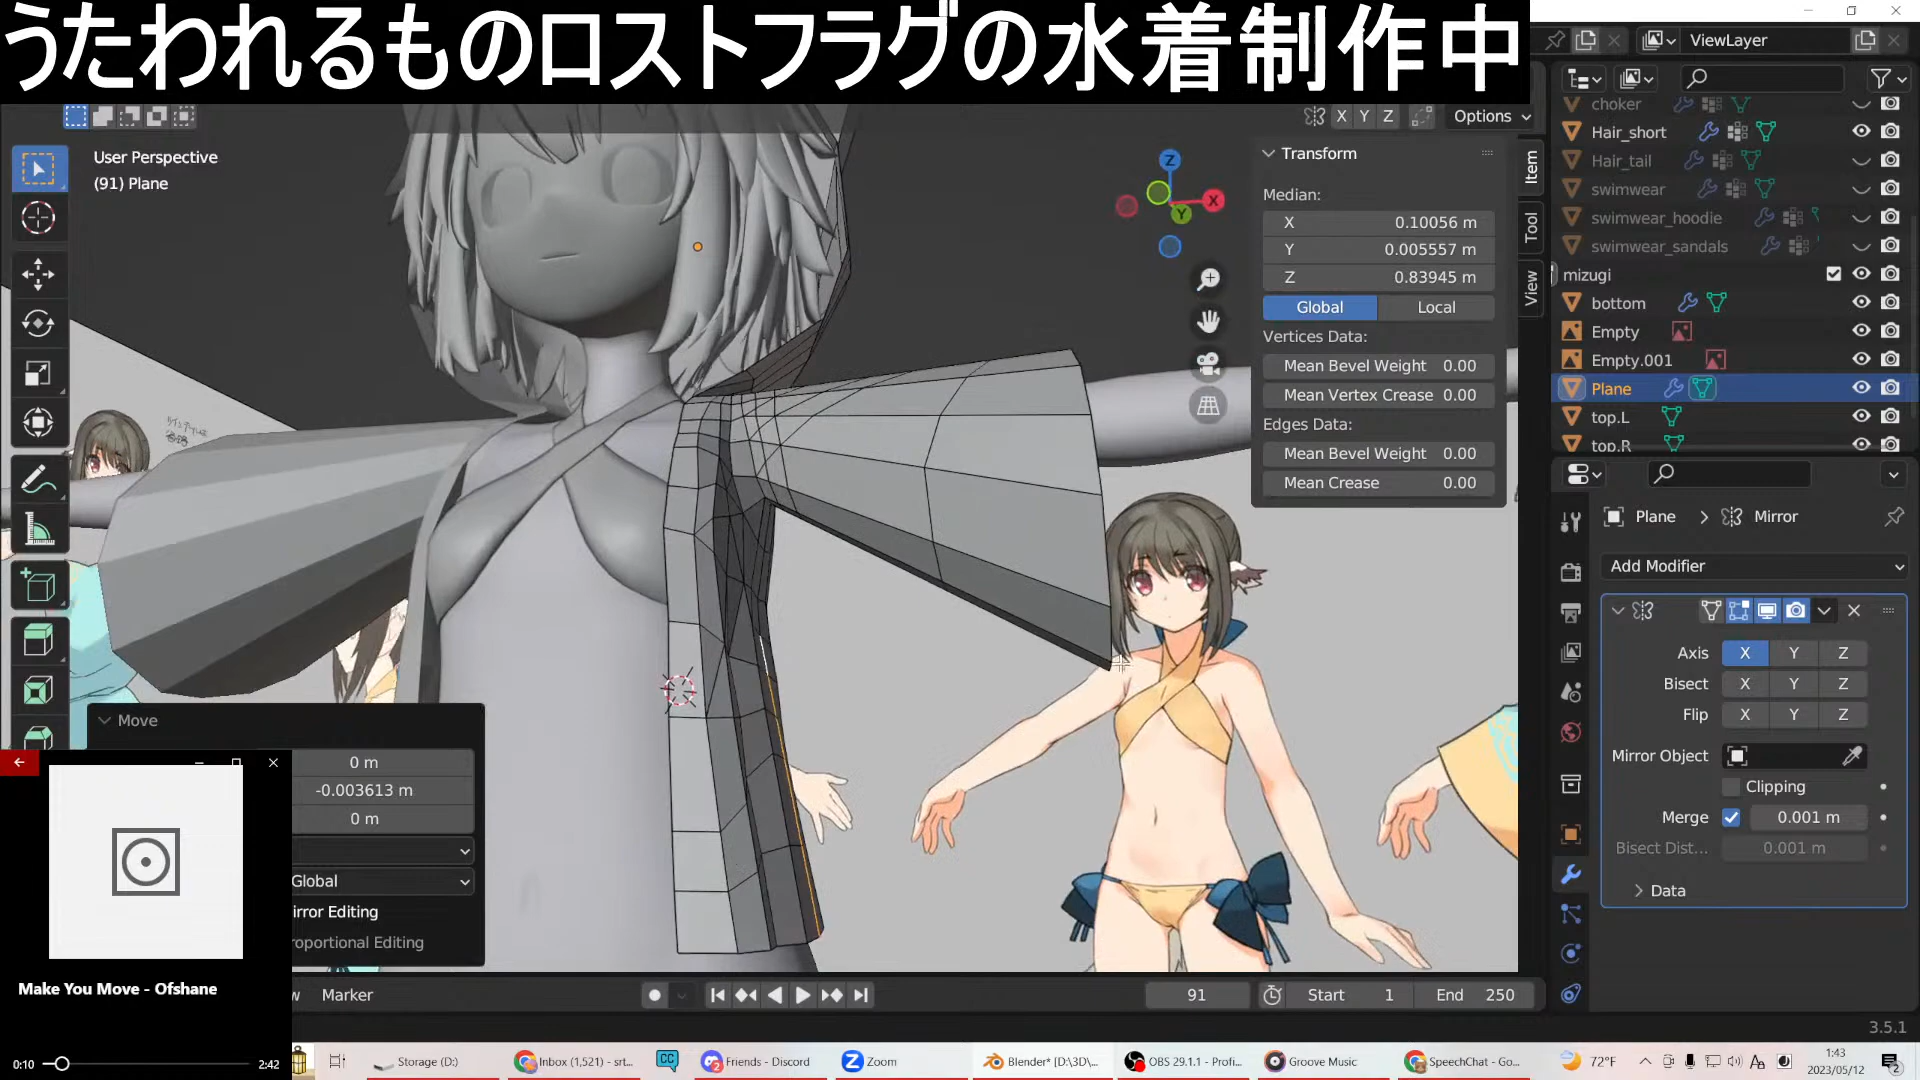 うたわれるものロストフラグの水着制作中
ViewLayer
X Y Z Options
User Perspective
(91) Plane
Z
X
Y
Transform
Median:
X 0.10056 m
Y 0.005557 m
Z 0.83945 m
Global Local
Vertices Data:
Mean Bevel Weight 0.00
Mean Vertex Crease 0.00
Edges Data:
Mean Bevel Weight 0.00
Mean Crease 0.00
Item
Tool
View
choker
Hair_short
Hair_tail
swimwear
swimwear_hoodie
swimwear_sandals
mizugi
bottom
Empty
Empty.001
Plane
top.L
top.R
Plane > Mirror
Add Modifier
Axis X Y Z
Bisect X Y Z
Flip X Y Z
Mirror Object
Clipping
Merge 0.001 m
Bisect Dist... 0.001 m
Data
Move
0 m
-0.003613 m
0 m
Global
irror Editing
roportional Editing
Make You Move - Ofshane
0:10 2:42
w Marker
91 Start 1 End 250
3.5.1
Storage (D:)
Inbox (1,521) - srt...
CC
2
Friends - Discord
Zoom
Blender* [D:\3D\...
OBS 29.1.1 - Profi...
Groove Music
SpeechChat - Go...
72°F
1:43
2023/05/12
2